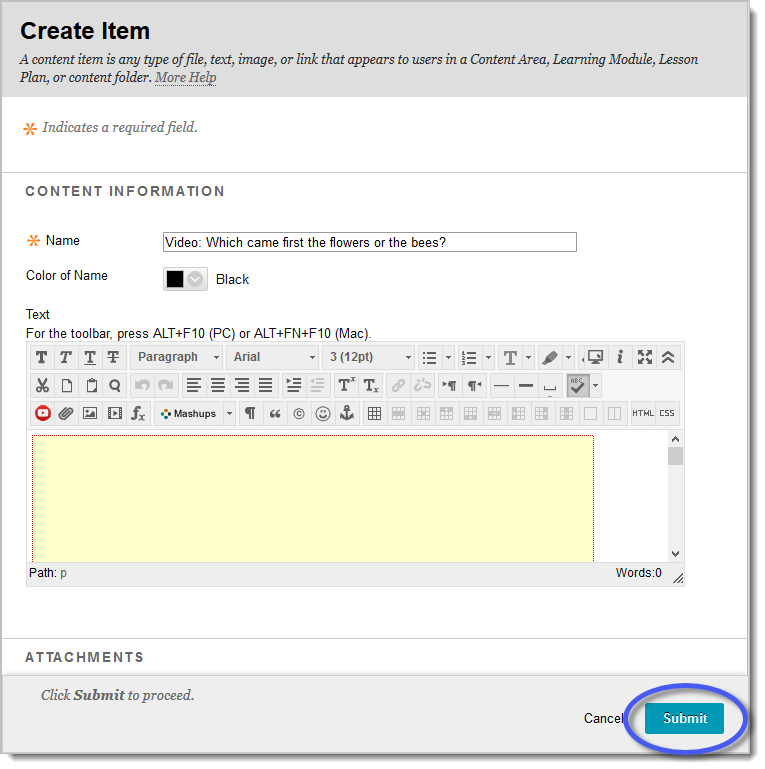 Create Item
A content item is any type of file, text, image, or link that appears to users in a Content Area, Learning Module, Lesson
Plan, or content folder. More Help
Indicates a required field.
CONTENT INFORMATION
Name
Video: Which came first the flowers or the bees?
Color of Name
Black
Text
For the toolbar, press ALT+F10 (PC) or ALT+FN+F10 (Mac).
T T T T Paragraph Arial 3 (12pt) T i
Tx Tx ¶ ¶ ABC
fx Mashups ¶ “ © HTML CSS
Path: p Words:0
ATTACHMENTS
Click Submit to proceed.
Cancel Submit